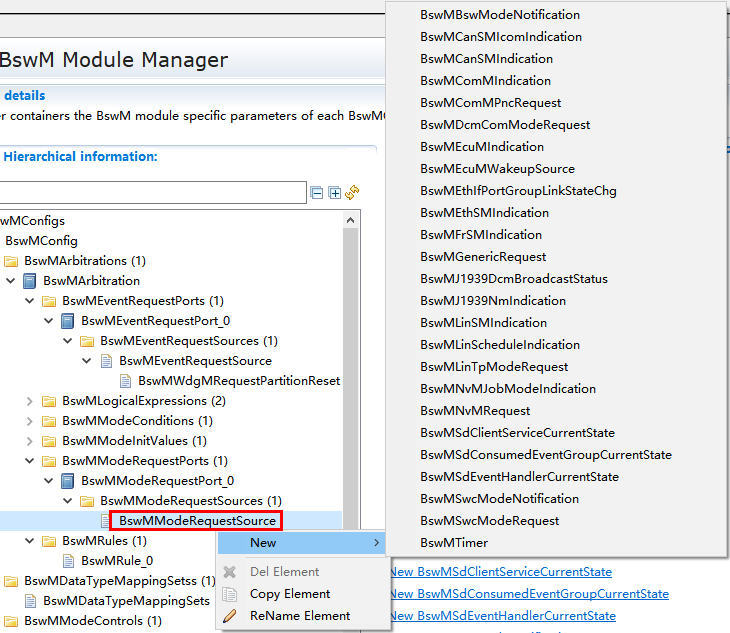 BswM Module Manager
details
r containers the BswM module specific parameters of each BswM
Hierarchical information:
wMConfigs
BswMConfig
BswMArbitrations (1)
BswMArbitration
BswMEventRequestPorts (1)
BswMEventRequestPort_0
BswMEventRequestSources (1)
BswMEventRequestSource
BswMWdgMRequestPartitionReset
BswMLogicalExpressions (2)
BswMModeConditions (1)
BswMModeInitValues (1)
BswMModeRequestPorts (1)
BswMModeRequestPort_0
BswMModeRequestSources (1)
BswMModeRequestSource
BswMRules (1)
BswMRule_0
BswMDataTypeMappingSetss (1)
BswMDataTypeMappingSets
BswMModeControls (1)
New
Del Element
Copy Element
ReName Element
BswMBswModeNotification
BswMCanSMIcomIndication
BswMCanSMIndication
BswMComMIndication
BswMComMPncRequest
BswMDcmComModeRequest
BswMEcuMIndication
BswMEcuMWakeupSource
BswMEthIfPortGroupLinkStateChg
BswMEthSMIndication
BswMFrSMIndication
BswMGenericRequest
BswMJ1939DcmBroadcastStatus
BswMJ1939NmIndication
BswMLinSMIndication
BswMLinScheduleIndication
BswMLinTpModeRequest
BswMNvMJobModeIndication
BswMNvMRequest
BswMSdClientServiceCurrentState
BswMSdConsumedEventGroupCurrentState
BswMSdEventHandlerCurrentState
BswMSwcModeNotification
BswMSwcModeRequest
BswMTimer
New BswMSdClientServiceCurrentState
New BswMSdConsumedEventGroupCurrentState
New BswMSdEventHandlerCurrentState